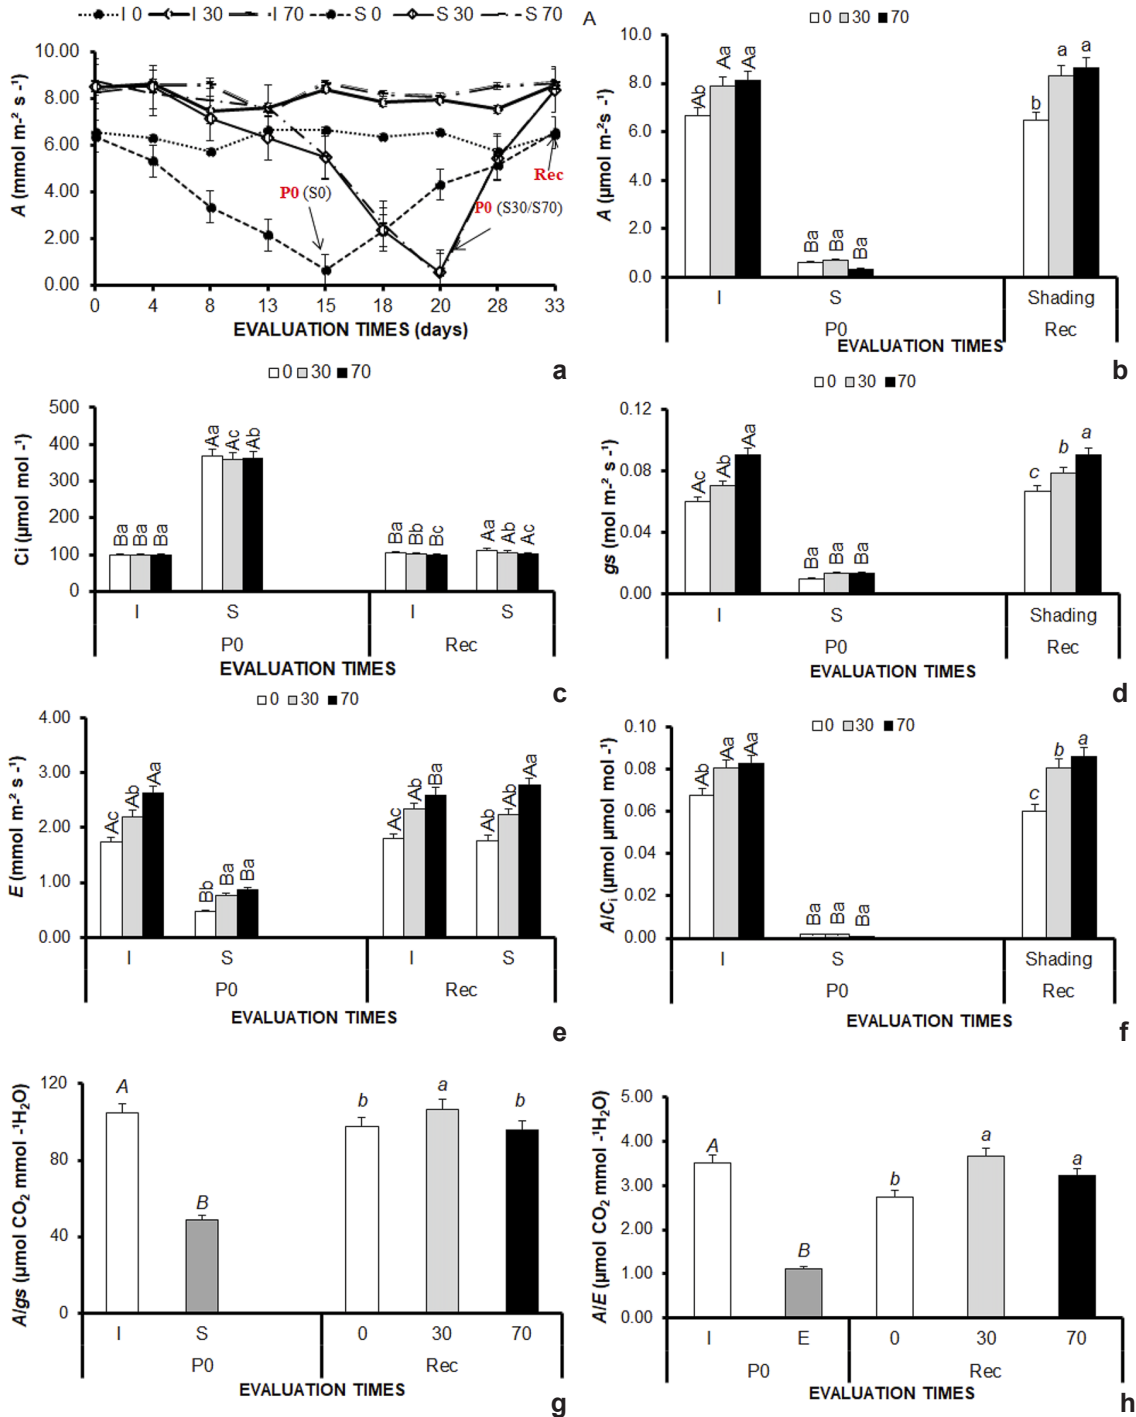 I 0 I 30 I 70 S 0 S 30 S 70
A (mmol m-² s -¹)
10.00
8.00
6.00
4.00
2.00
0.00
P0 (S0)
Rec
P0 (S30/S70)
0 4 8 13 15 18 20 28 33
EVALUATION TIMES (days)
a
A
0 30 70
A (µmol m-²s -¹)
10.0
8.0
6.0
4.0
2.0
0.0
Ab Aa Aa
Ba Ba Ba
b a a
I S Shading
P0 Rec
EVALUATION TIMES
b
0 30 70
Ci (µmol mol -¹)
500
400
300
200
100
0
Ba Ba Ba
Aa Ac Ab
Ba Bb Bc
Aa Ab Ac
I S I S
P0 Rec
EVALUATION TIMES
c
0 30 70
gs (mol m-² s -¹)
0.12
0.08
0.04
0.00
Ac Ab Aa
Ba Ba Ba
c b a
I S Shading
P0 Rec
EVALUATION TIMES
d
0 30 70
E (mmol m-² s -¹)
4.00
3.00
2.00
1.00
0.00
Ac Ab Aa
Bb Ba Ba
Ac Ab Ba
Ab Ab Aa
I S I S
P0 Rec
EVALUATION TIMES
e
0 30 70
A/Ci (µmol µmol mol -¹)
0.10
0.08
0.06
0.04
0.02
0.00
Ab Aa Aa
Ba Ba Ba
c b a
I S Shading
P0 Rec
EVALUATION TIMES
f
A/gs (µmol CO₂ mmol -¹H₂O)
120
80
40
0
A B b a b
I S 0 30 70
P0 Rec
EVALUATION TIMES
g
A/E (µmol CO₂ mmol -¹H₂O)
5.00
4.00
3.00
2.00
1.00
0.00
A B b a a
I E 0 30 70
P0 Rec
EVALUATION TIMES
h